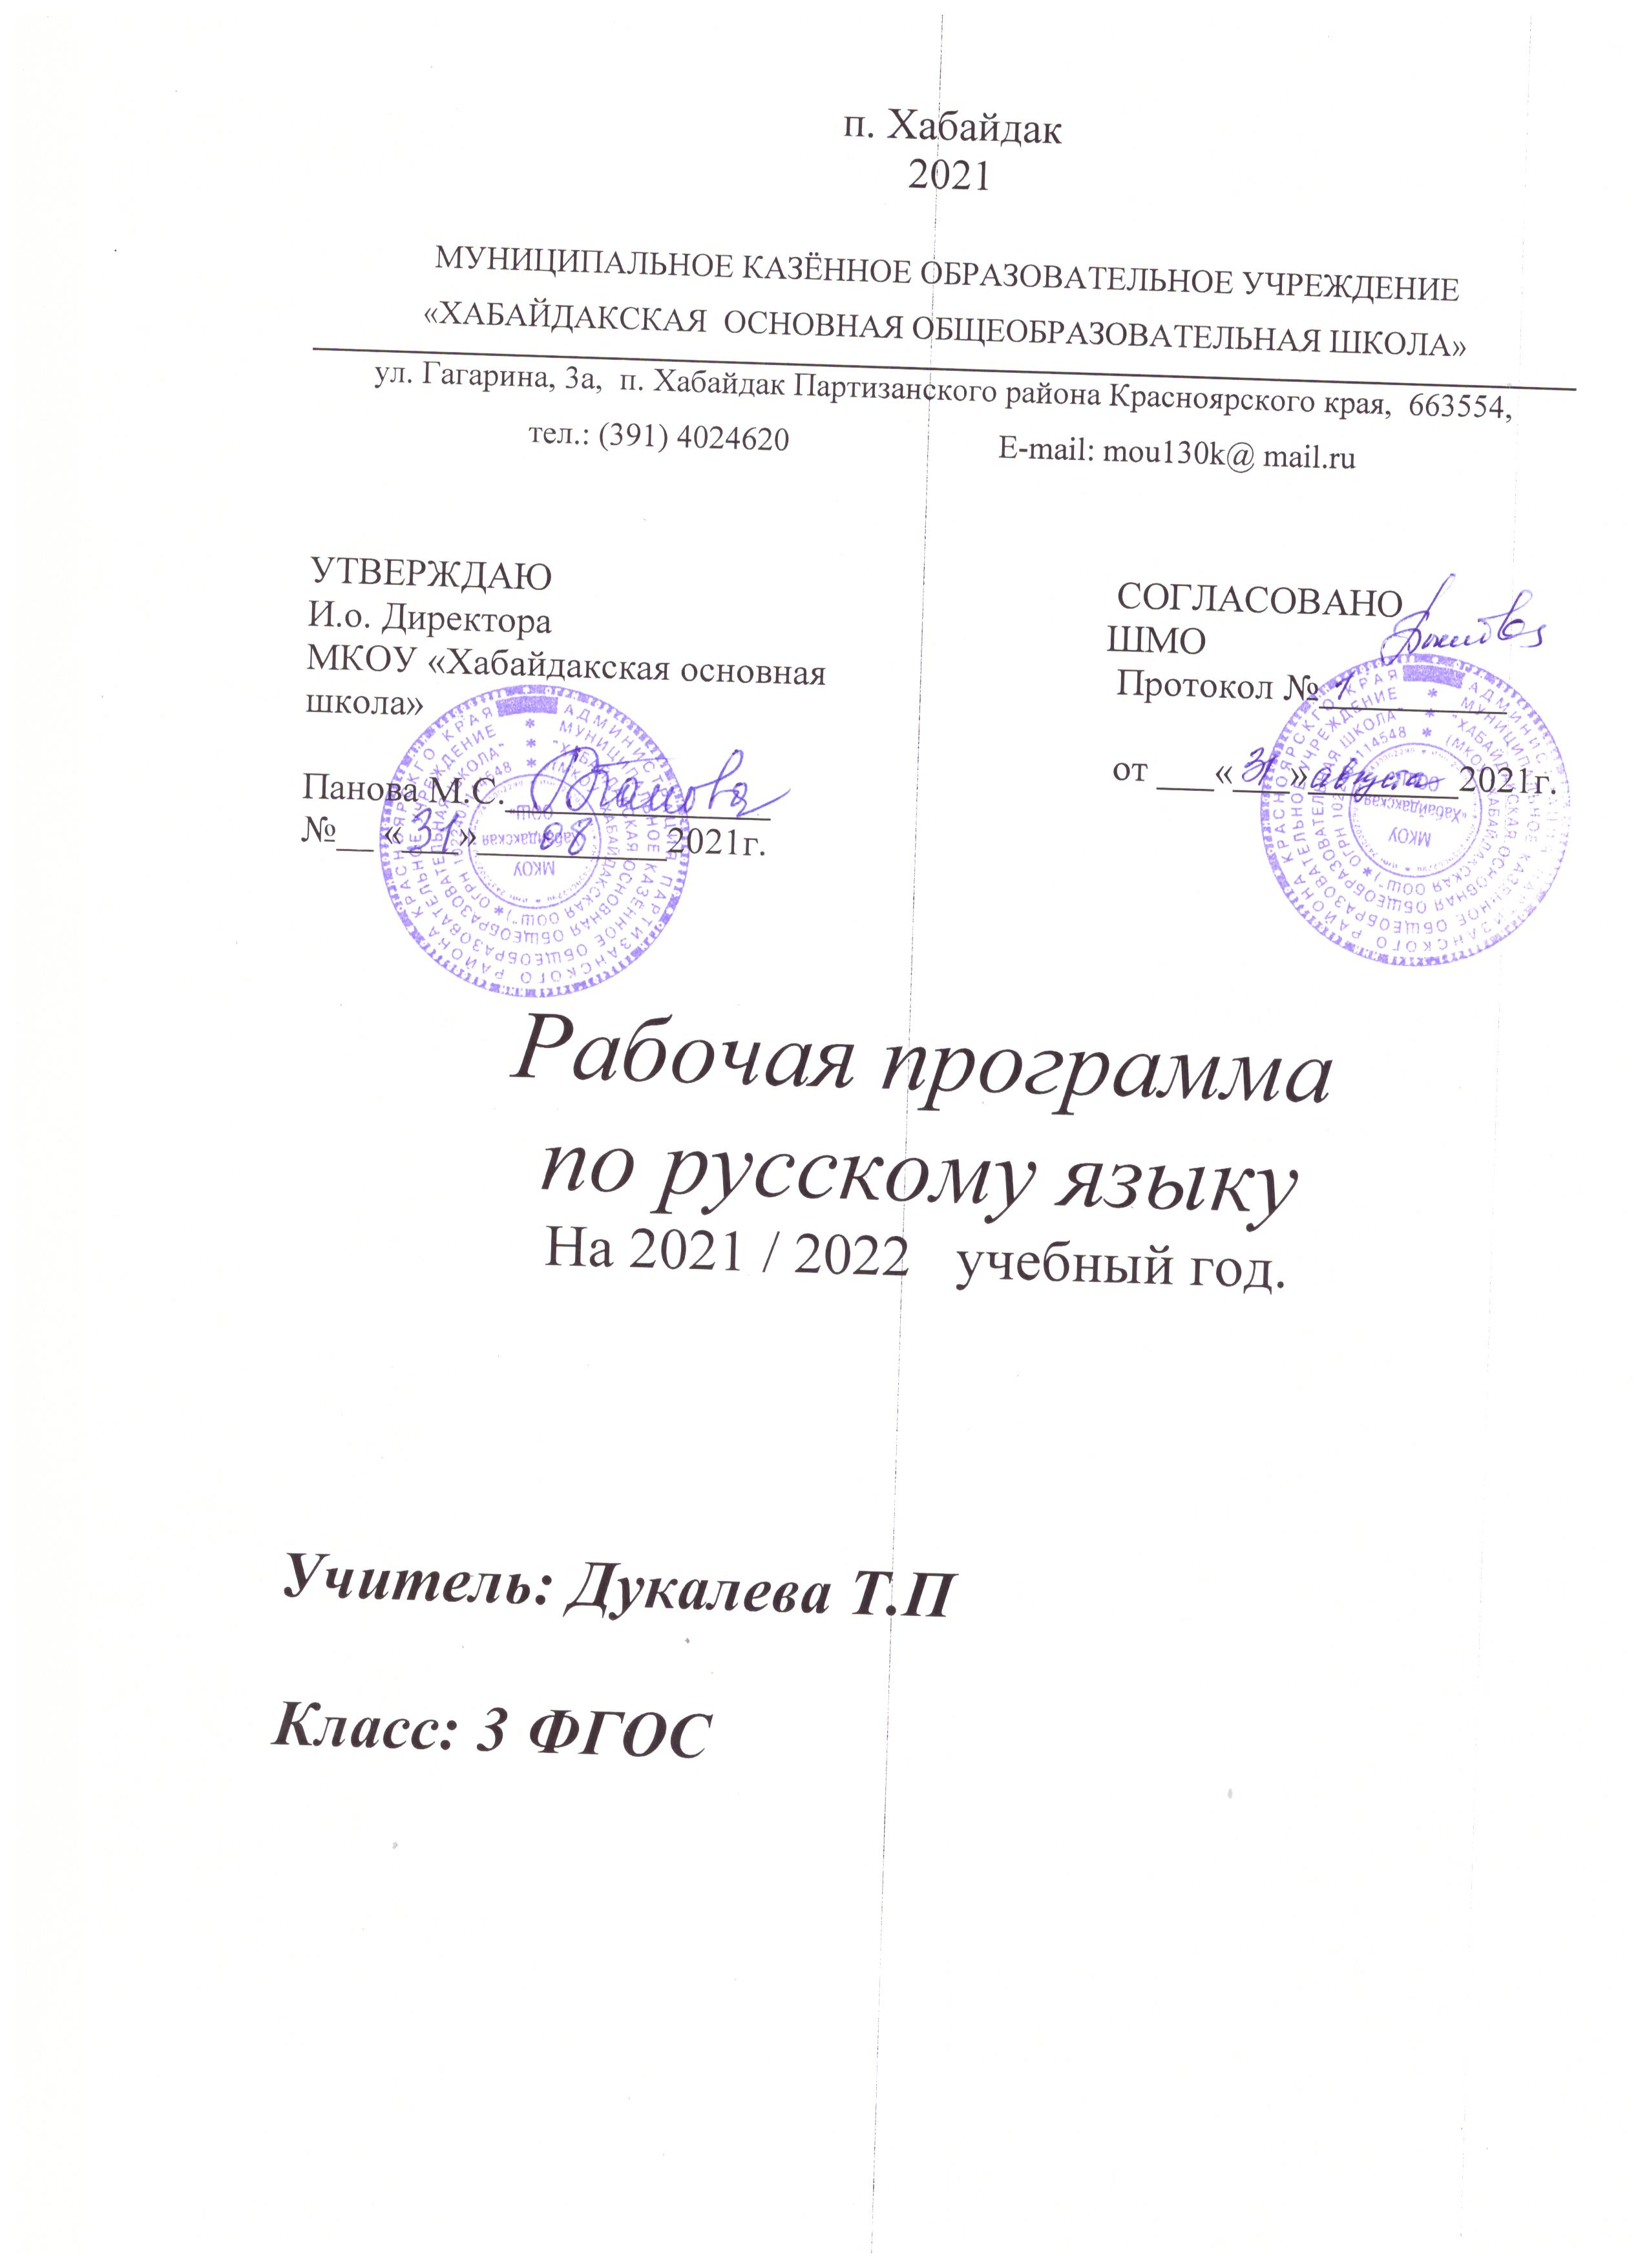 п. Хабайдак
2021
МУНИЦИПАЛЬНОЕ КАЗЁННОЕ ОБРАЗОВАТЕЛЬНОЕ УЧРЕЖДЕНИЕ
«ХАБАЙДАКСКАЯ ОСНОВНАЯ ОБЩЕОБРАЗОВАТЕЛЬНАЯ ШКОЛА»
ул. Гагарина, 3а, п. Хабайдак Партизанского района Красноярского края, 663554,
тел.: (391) 4024620 E-mail: mou130k@ mail.ru
УТВЕРЖДАЮ
И.о. Директора
МКОУ «Хабайдакская основная
школа»
Панова М.С.
№__ «31» 08 2021г.
СОГЛАСОВАНО
ШМО
Протокол № 1
от ___«31» августа 2021г.
Рабочая программа
по русскому языку
На 2021 / 2022 учебный год.
Учитель: Дукалева Т.П
Класс: 3 ФГОС